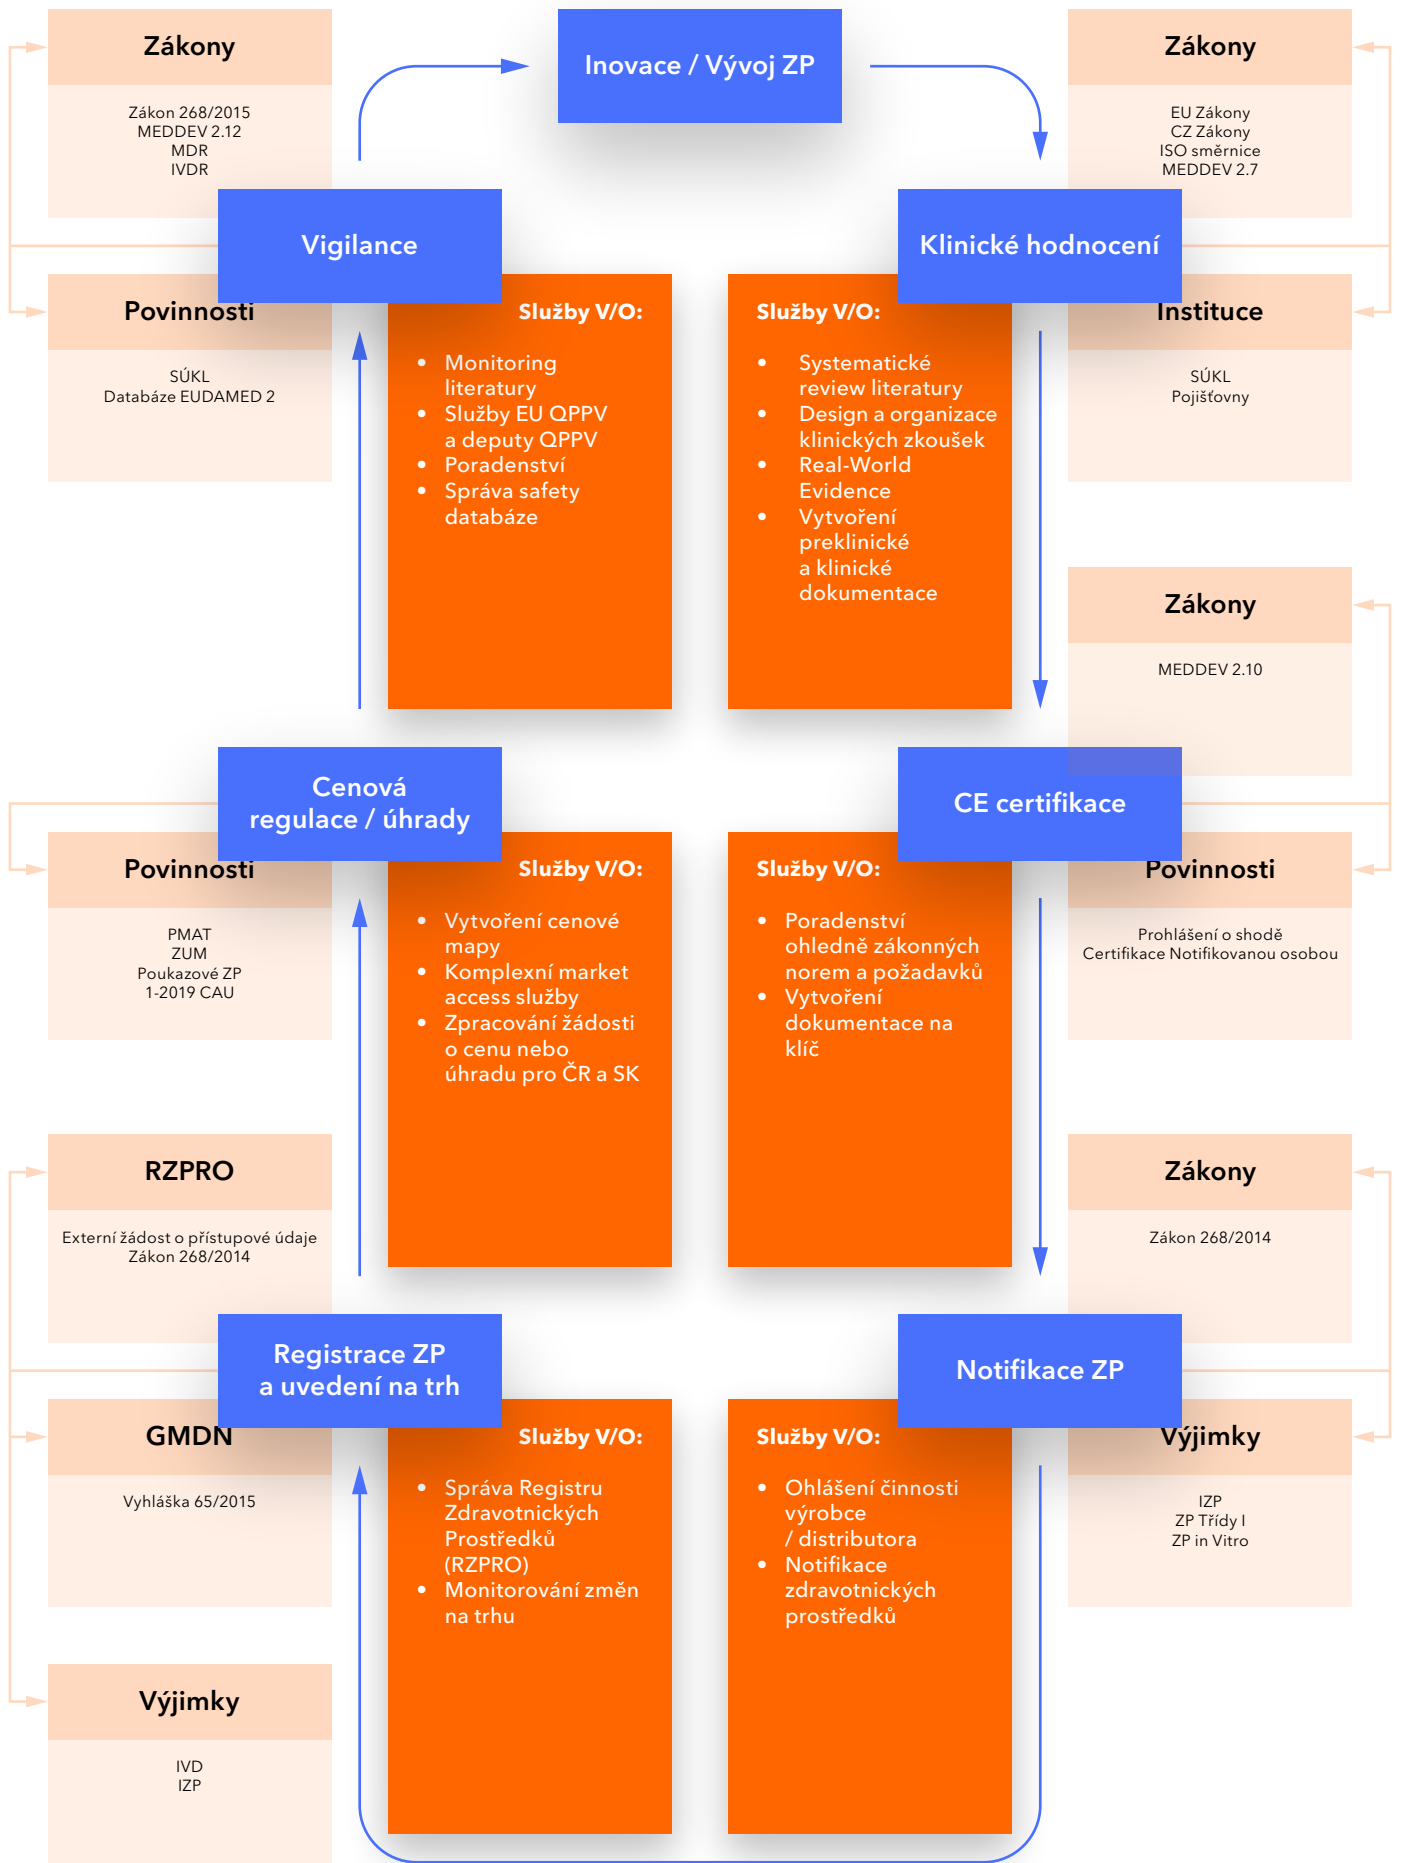 Inovace / Vývoj ZP
Zákony
Zákon 268/2015
MEDDEV 2.12
MDR
IVDR
Vigilance
Povinnosti
SÚKL
Databáze EUDAMED 2
Služby V/O:
• Monitoring
literatury
• Služby EU QPPV
a deputy QPPV
• Poradenství
• Správa safety
databáze
Zákony
EU Zákony
CZ Zákony
ISO směrnice
MEDDEV 2.7
Klinické hodnocení
Instituce
SÚKL
Pojišťovny
Služby V/O:
• Systematické
review literatury
• Design a organizace
klinických zkoušek
• Real-World
Evidence
• Vytvoření
preklinické
a klinické
dokumentace
Zákony
MEDDEV 2.10
CE certifikace
Povinnosti
Prohlášení o shodě
Certifikace Notifikovanou osobou
Služby V/O:
• Poradenství
ohledně zákonných
norem a požadavků
• Vytvoření
dokumentace na
klíč
Cenová
regulace / úhrady
Povinnosti
PMAT
ZUM
Poukazové ZP
1-2019 CAU
Služby V/O:
• Vytvoření cenové
mapy
• Komplexní market
access služby
• Zpracování žádosti
o cenu nebo
úhradu pro ČR a SK
RZPRO
Externí žádost o přístupové údaje
Zákon 268/2014
Registrace ZP
a uvedení na trh
GMDN
Vyhláška 65/2015
Výjimky
IVD
IZP
Služby V/O:
• Správa Registru
Zdravotnických
Prostředků
(RZPRO)
• Monitorování změn
na trhu
Zákony
Zákon 268/2014
Notifikace ZP
Výjimky
IZP
ZP Třídy I
ZP in Vitro
Služby V/O:
• Ohlášení činnosti
výrobce
/ distributora
• Notifikace
zdravotnických
prostředků